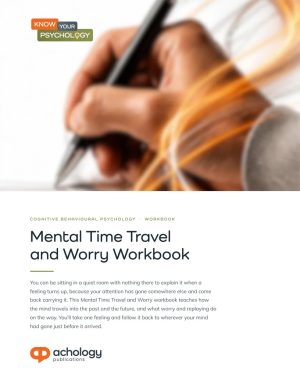 KNOW YOUR
PSYCHOLOGY
COGNITIVE BEHAVIOURAL PSYCHOLOGY · WORKBOOK
Mental Time Travel
and Worry Workbook
You can be sitting in a quiet room with nothing there to explain it when a
feeling turns up, because your attention has gone somewhere else and come
back carrying it. This Mental Time Travel and Worry workbook teaches how
the mind travels into the past and the future, and what worry and replaying do
on the way. You'll take one feeling and follow it back to wherever your mind
had gone just before it arrived.
achology
publications